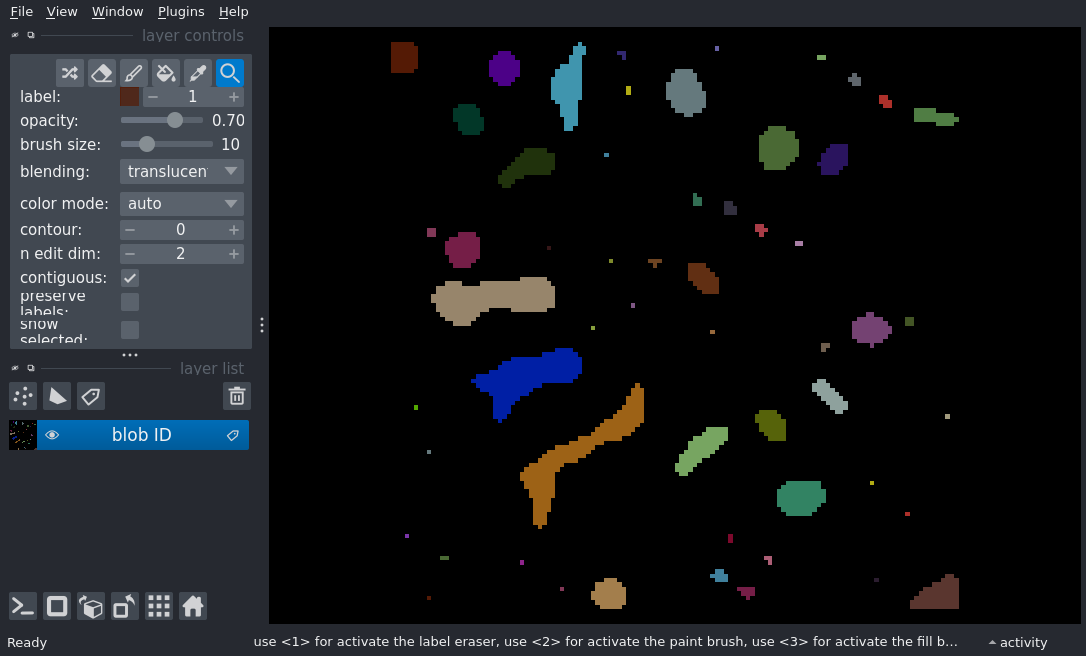 File View Window Plugins Help
layer controls
label: 1
opacity: 0.70
brush size: 10
blending: translucen
color mode: auto
contour: 0
n edit dim: 2
contiguous:
preserve
labels:
show
selected:
layer list
blob ID
Ready
use <1> for activate the label eraser, use <2> for activate the paint brush, use <3> for activate the fill b...
activity